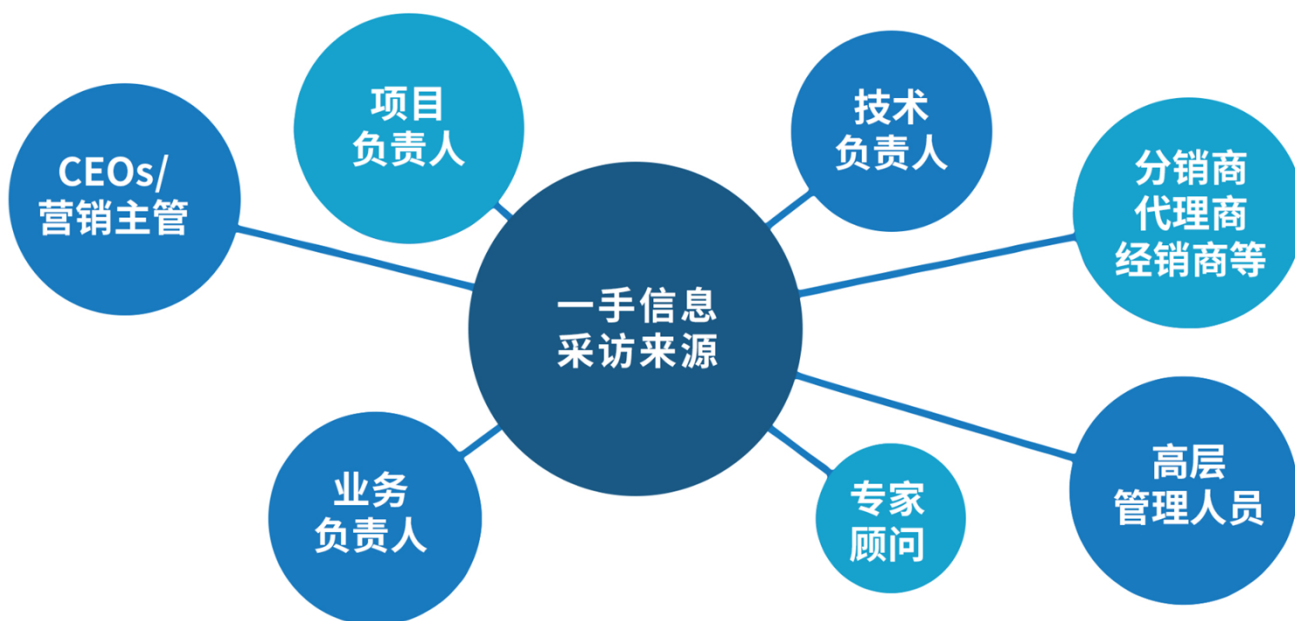 项目
负责人
技术
负责人
CEOs/
营销主管
分销商
代理商
经销商等
一手信息
采访来源
业务
负责人
专家
顾问
高层
管理人员